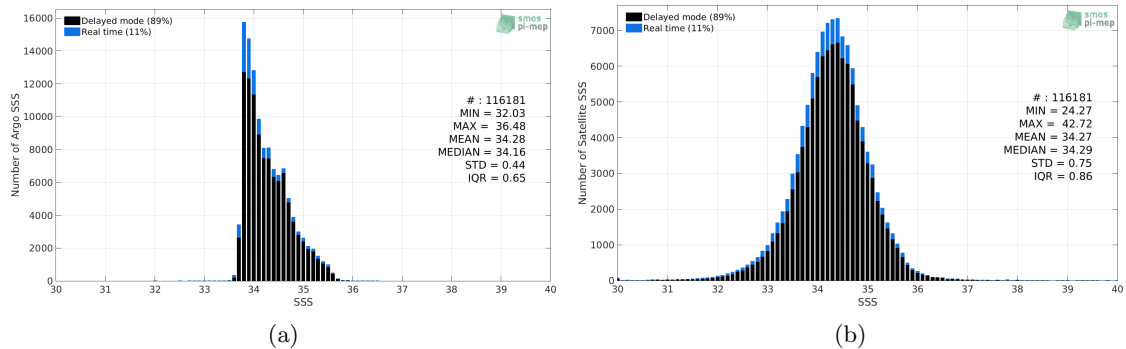 Delayed mode (89%)
Real time (11%)
smos
pi-mep
# : 116181
MIN = 32.03
MAX = 36.48
MEAN = 34.28
MEDIAN = 34.16
STD = 0.44
IQR = 0.65
Number of Argo SSS
16000
14000
12000
10000
8000
6000
4000
2000
0
30 31 32 33 34 35 36 37 38 39 40
SSS
(a)
Delayed mode (89%)
Real time (11%)
smos
pi-mep
# : 116181
MIN = 24.27
MAX = 42.72
MEAN = 34.27
MEDIAN = 34.29
STD = 0.75
IQR = 0.86
Number of Satellite SSS
7000
6000
5000
4000
3000
2000
1000
0
30 31 32 33 34 35 36 37 38 39 40
SSS
(b)